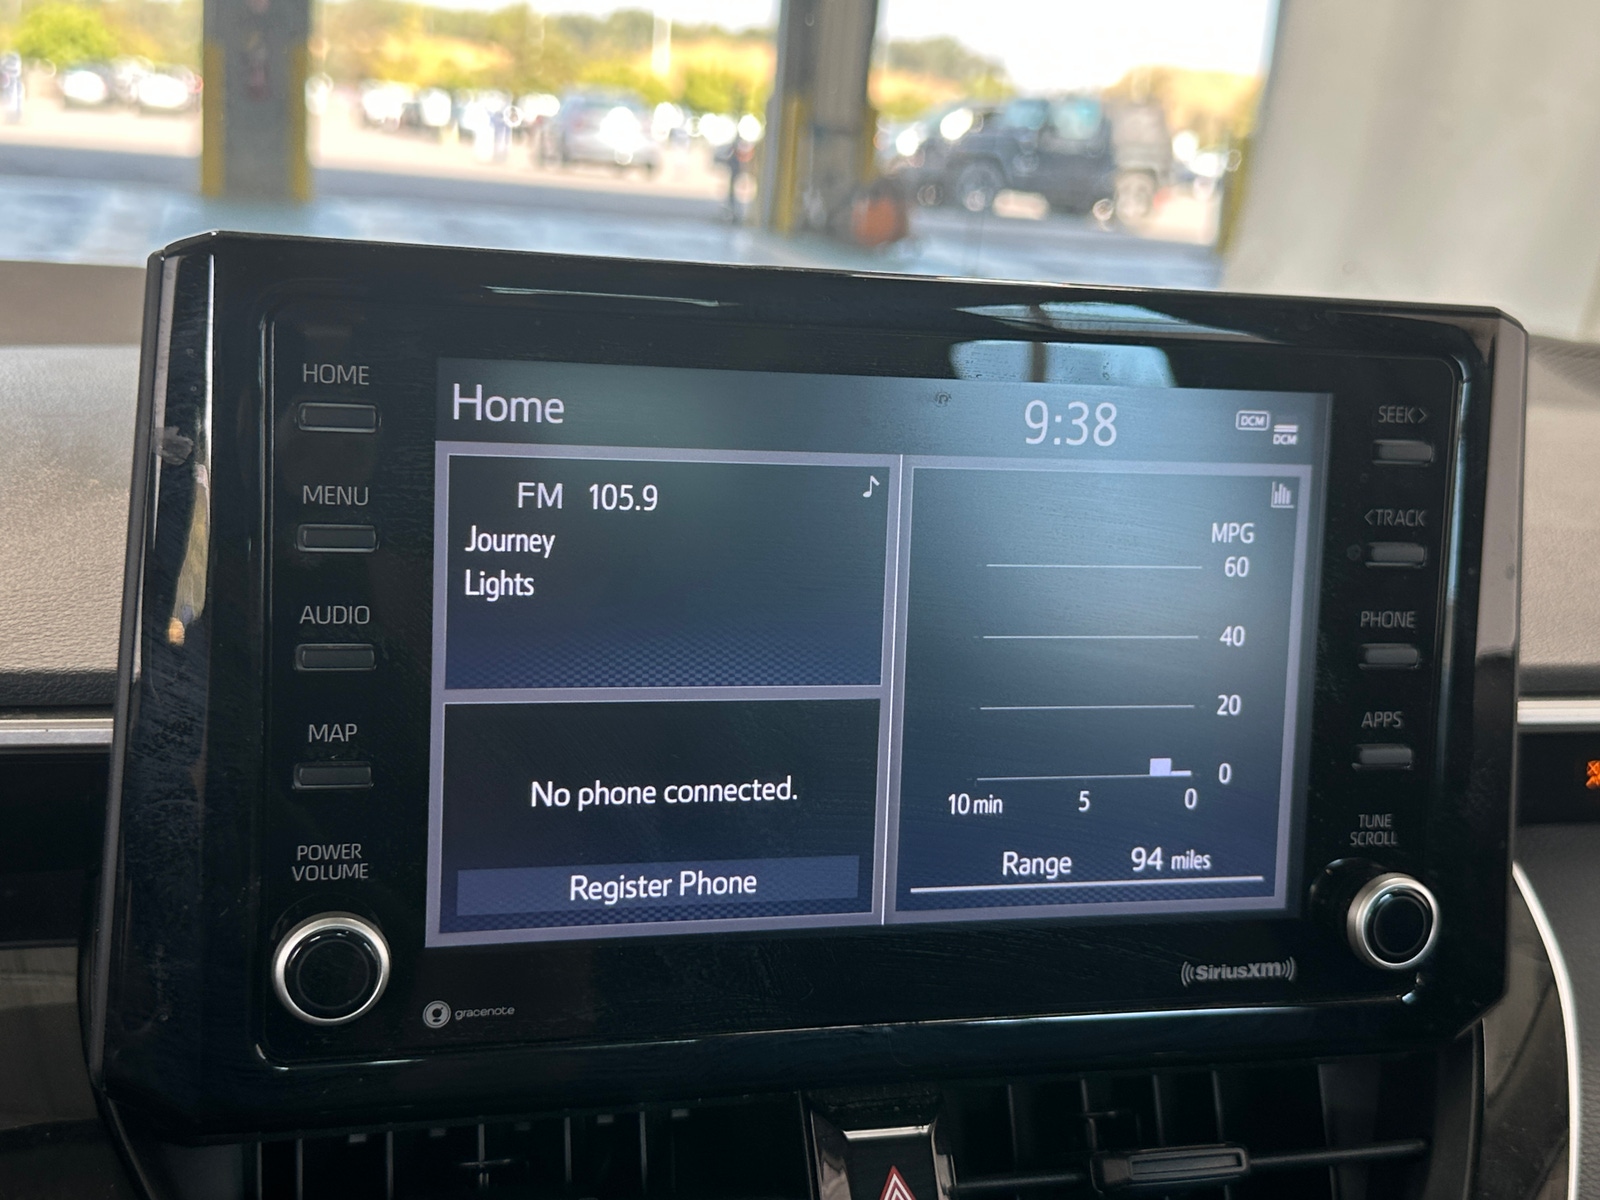 HOME
MENU
AUDIO
MAP
POWER
VOLUME
Home
9:38
DCM
DCM
FM 105.9
Journey
Lights
No phone connected.
Register Phone
MPG
60
40
20
0
10 min 5 0
Range 94 miles
SEEK>
<TRACK
PHONE
APPS
TUNE
SCROLL
gracenote
((SiriusXM))